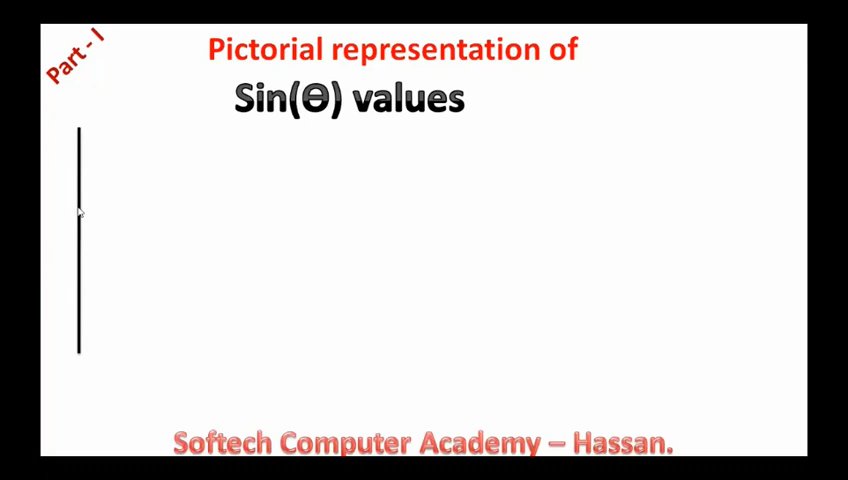 Part - I
Pictorial representation of
Sin(Ɵ) values
Softech Computer Academy – Hassan.